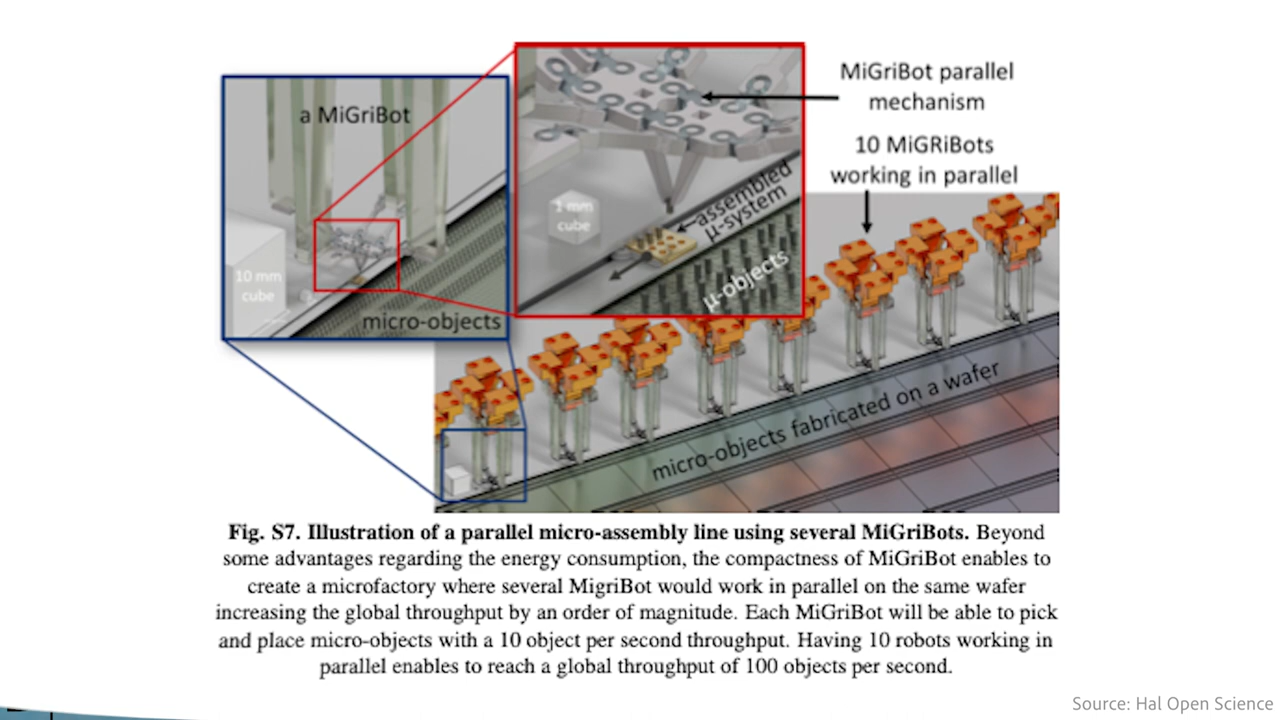 a MiGriBot
10 mm
cube
micro-objects
1 mm
cube
assembled
μ-system
μ-objects
MiGriBot parallel
mechanism
10 MiGRiBots
working in parallel
micro-objects fabricated on a wafer
Fig. S7. Illustration of a parallel micro-assembly line using several MiGriBots. Beyond
some advantages regarding the energy consumption, the compactness of MiGriBot enables to
create a microfactory where several MigriBot would work in parallel on the same wafer
increasing the global throughput by an order of magnitude. Each MiGriBot will be able to pick
and place micro-objects with a 10 object per second throughput. Having 10 robots working in
parallel enables to reach a global throughput of 100 objects per second.
Source: Hal Open Science